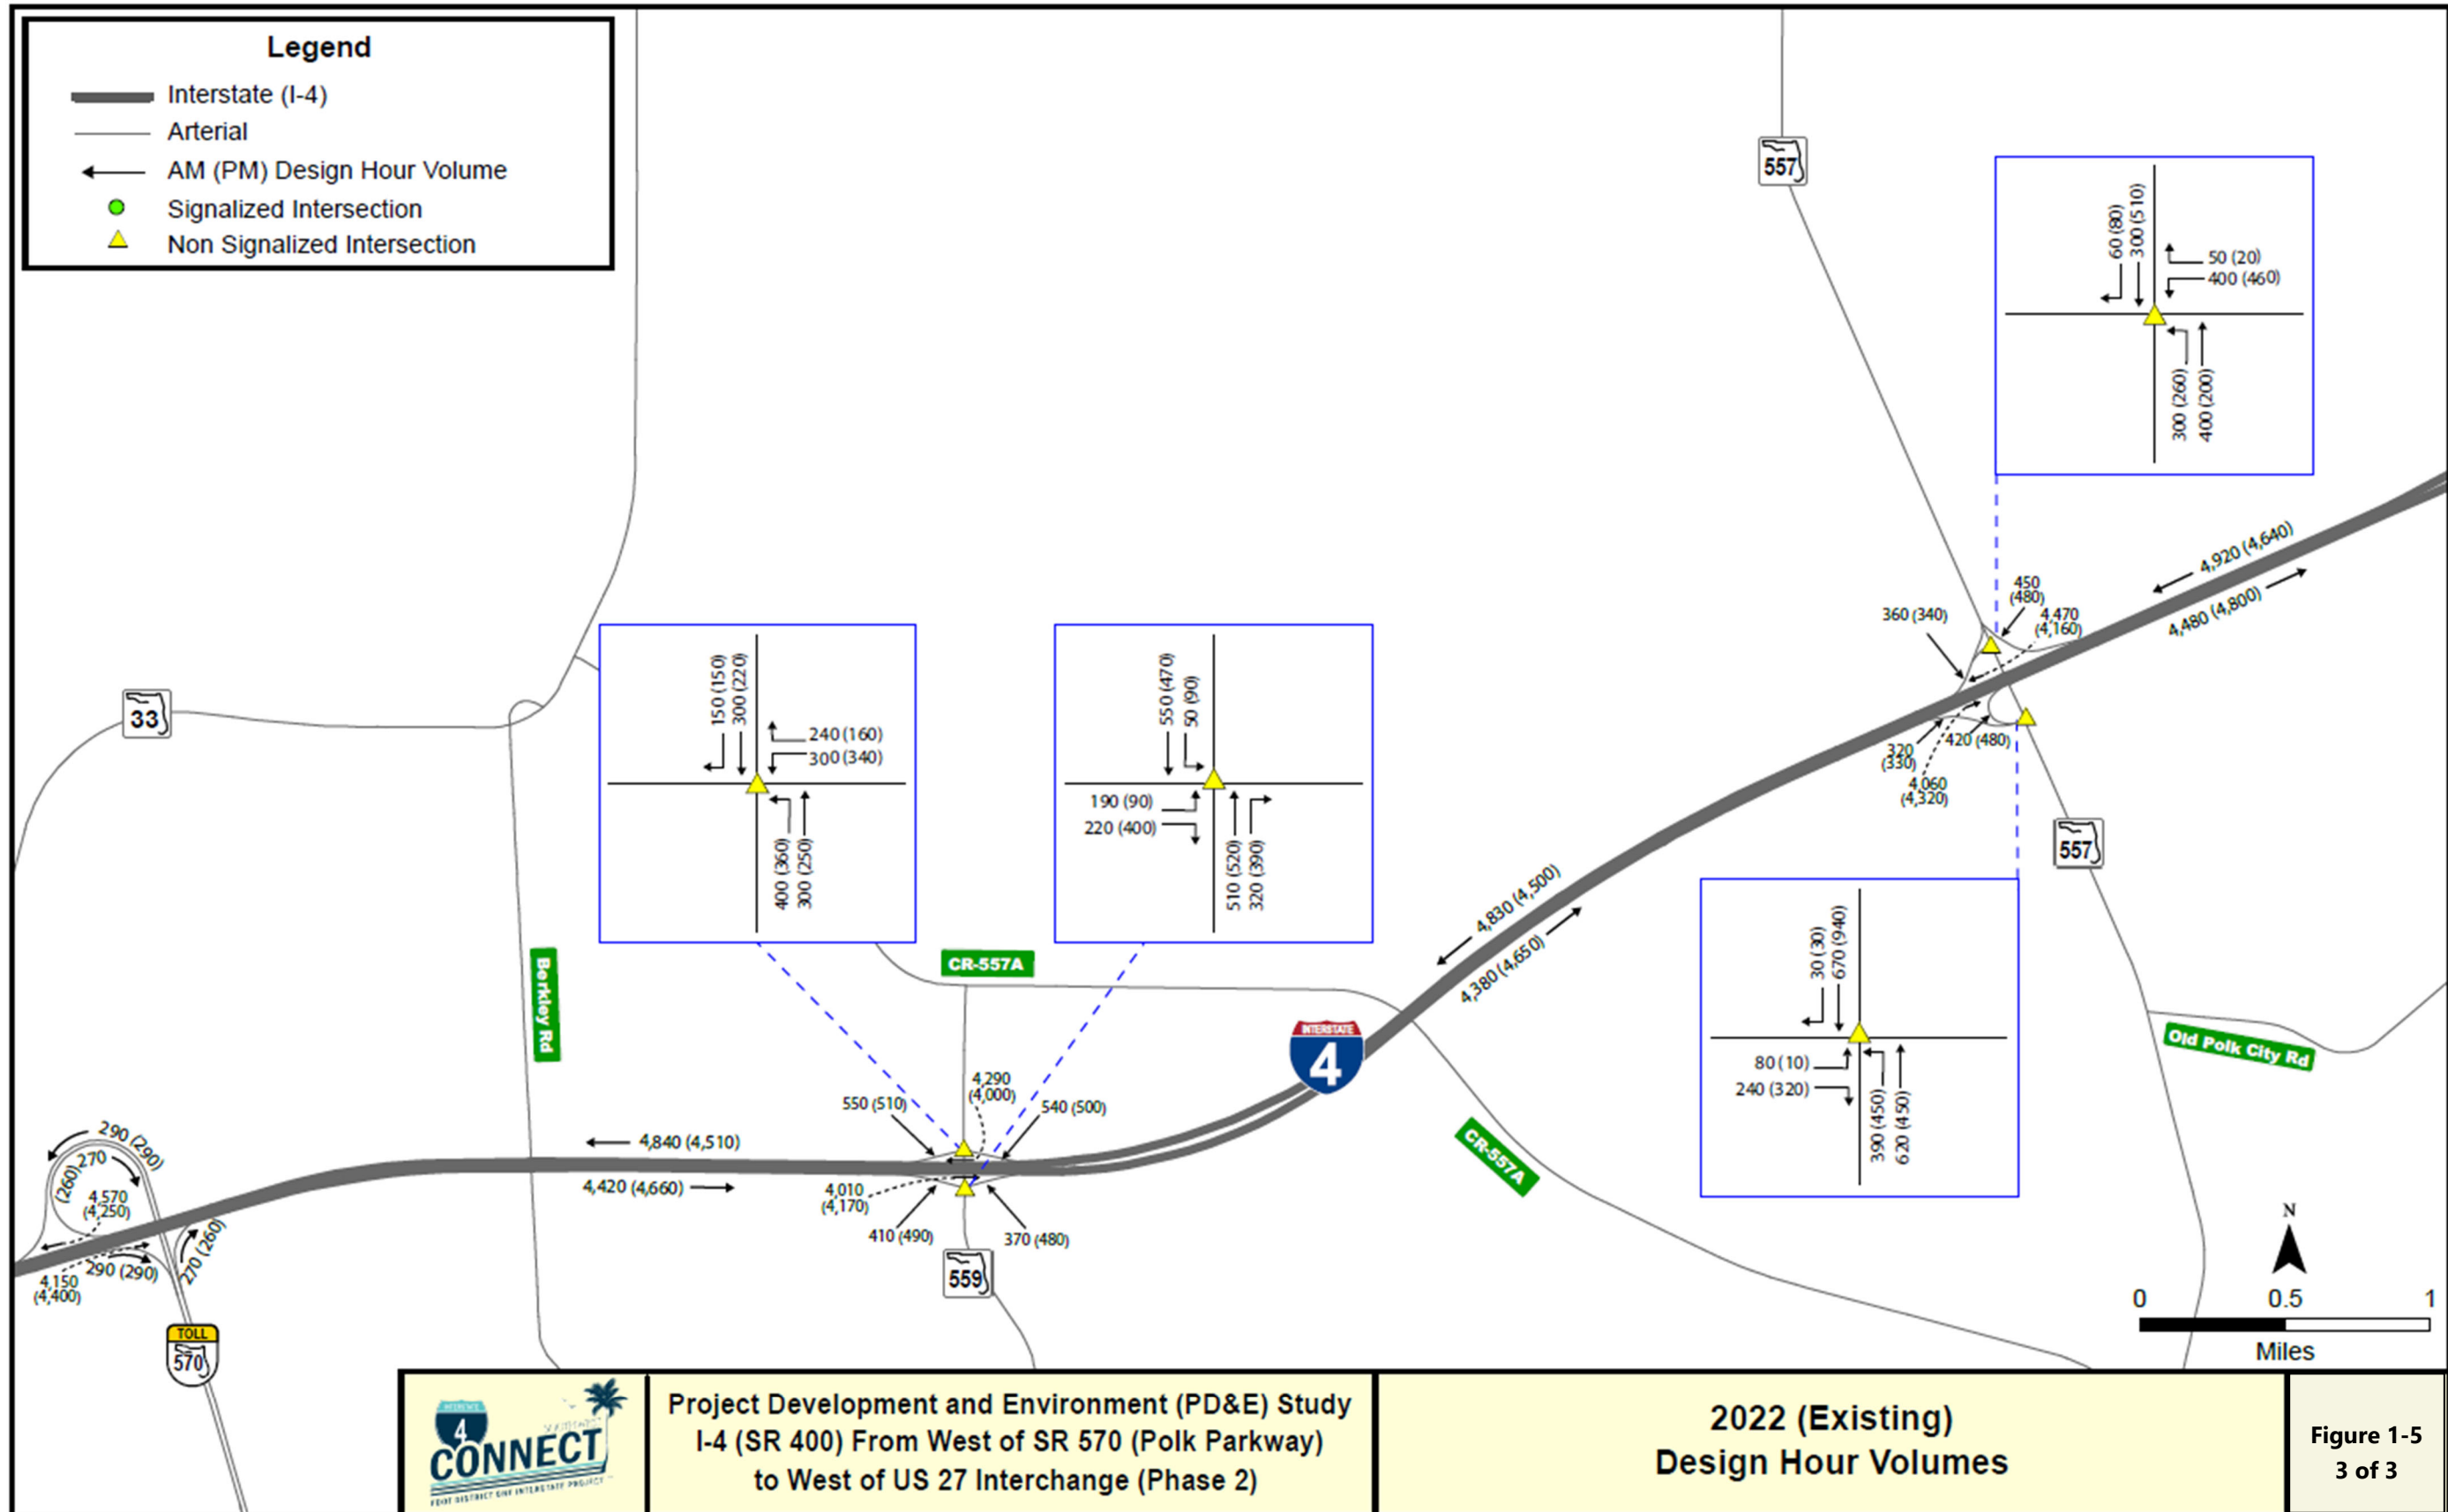 Legend
Interstate (I-4)
Arterial
AM (PM) Design Hour Volume
Signalized Intersection
Non Signalized Intersection
557
60 (80)
300 (510)
50 (20)
400 (460)
300 (260)
400 (200)
4,920 (4,640)
4,480 (4,800)
450
(480)
4,470
(4,160)
360 (340)
320
(330)
420 (480)
4,060
(4,320)
557
33
150 (150)
300 (220)
240 (160)
300 (340)
400 (360)
300 (250)
550 (470)
50 (90)
190 (90)
220 (400)
510 (520)
320 (390)
4,830 (4,500)
4,380 (4,650)
30 (30)
670 (940)
80 (10)
240 (320)
390 (450)
620 (450)
Berkley Rd
CR-557A
INTERSTATE
4
Old Polk City Rd
CR-557A
4,290
(4,000)
550 (510)
540 (500)
4,840 (4,510)
4,420 (4,660)
4,010
(4,170)
410 (490)
370 (480)
559
290 (290)
270
(260)
4,570
(4,250)
4,150
(4,400)
290 (290)
270 (260)
TOLL
570
N
0 0.5 1
Miles
4
CONNECT
FDOT DISTRICT ONE INTERSTATE PROJECT
Project Development and Environment (PD&E) Study
I-4 (SR 400) From West of SR 570 (Polk Parkway)
to West of US 27 Interchange (Phase 2)
2022 (Existing)
Design Hour Volumes
Figure 1-5
3 of 3